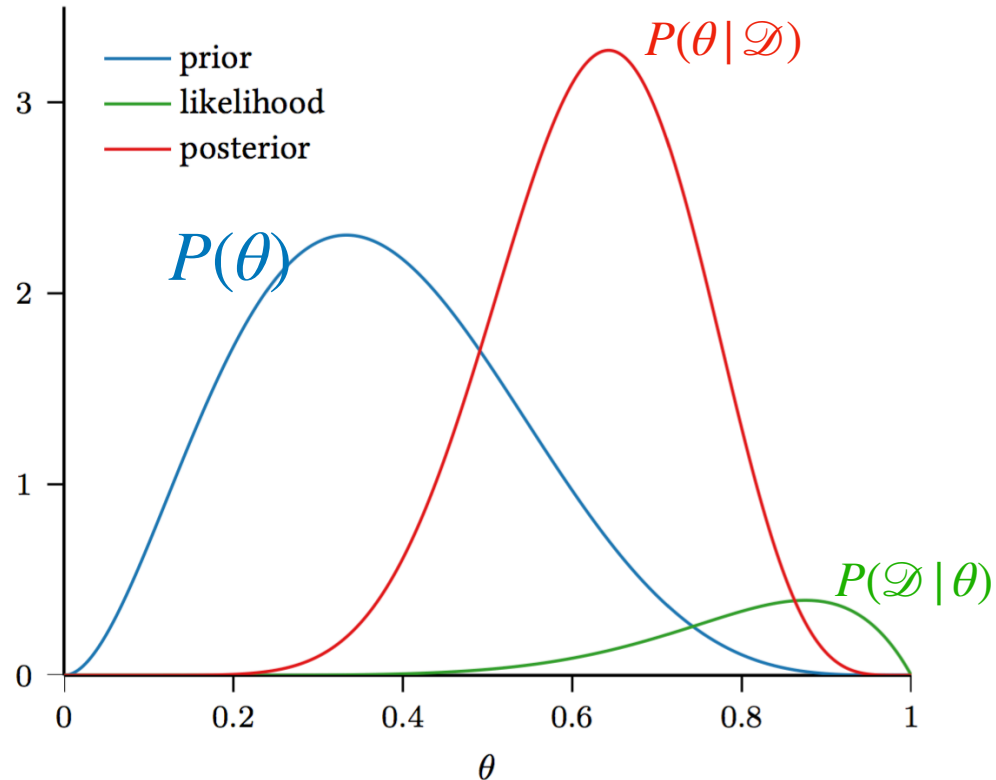 P(θ|𝒟)
prior
likelihood
posterior
3
P(θ)
2
1
P(𝒟|θ)
0
0 0.2 0.4 0.6 0.8 1
θ